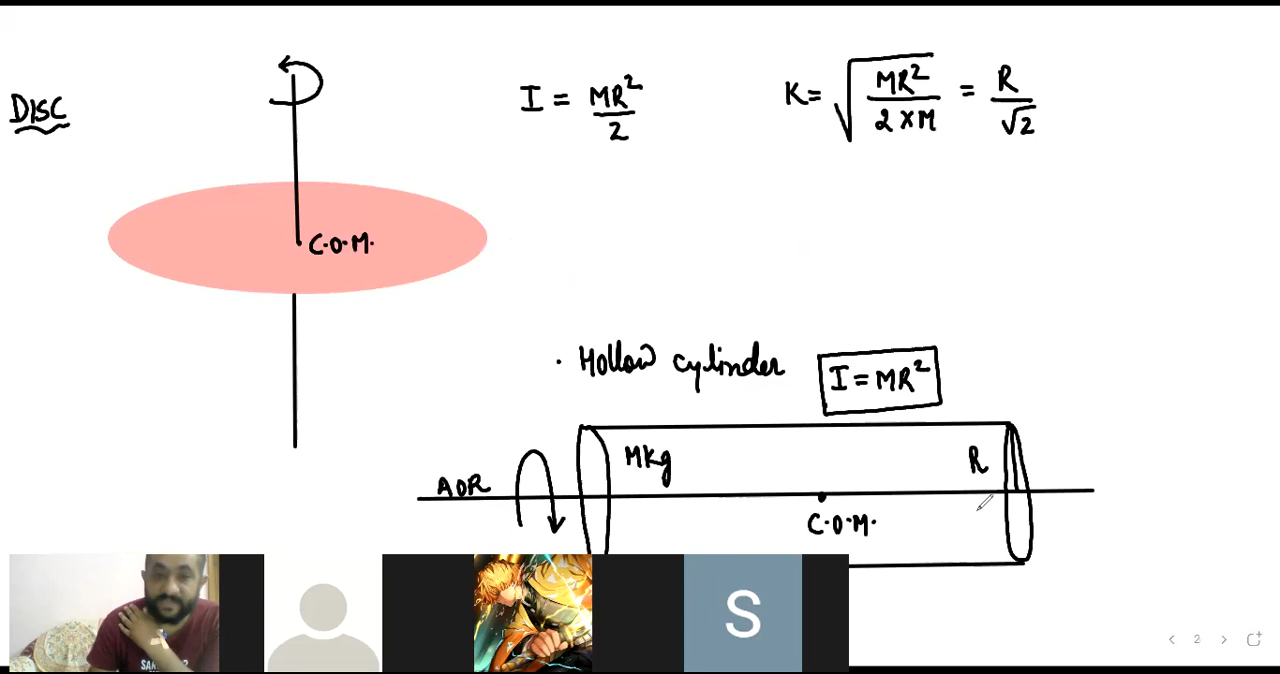 DISC
I = MR²/2
K = √(MR²/(2×M)) = R/√2
C.O.M.
· Hollow cylinder
I = MR²
MKg
R
AOR
C.O.M.
S
2